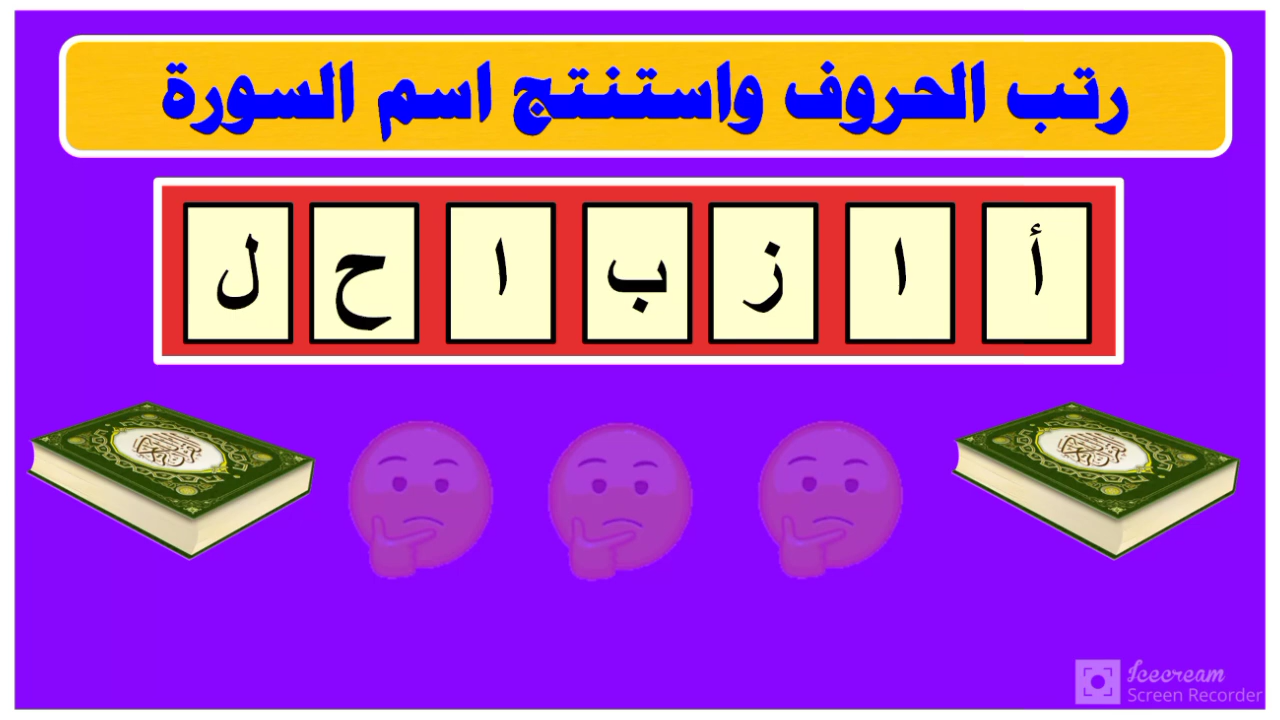 رتب الحروف واستنتج اسم السورة
أ ا ز ب ا ح ل
Icecream
Screen Recorder